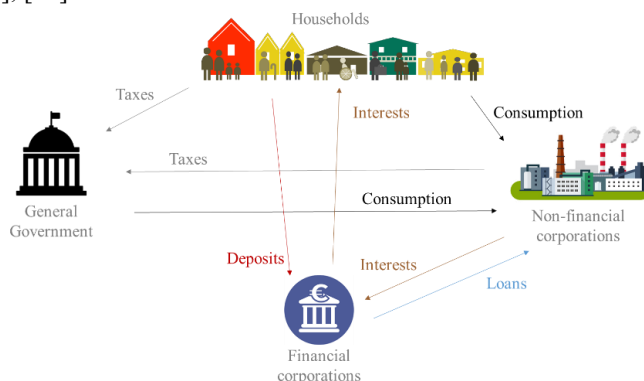 Households
Taxes
Interests
Consumption
Taxes
Consumption
General
Government
Non-financial
corporations
Deposits
Interests
Loans
€
Financial
corporations